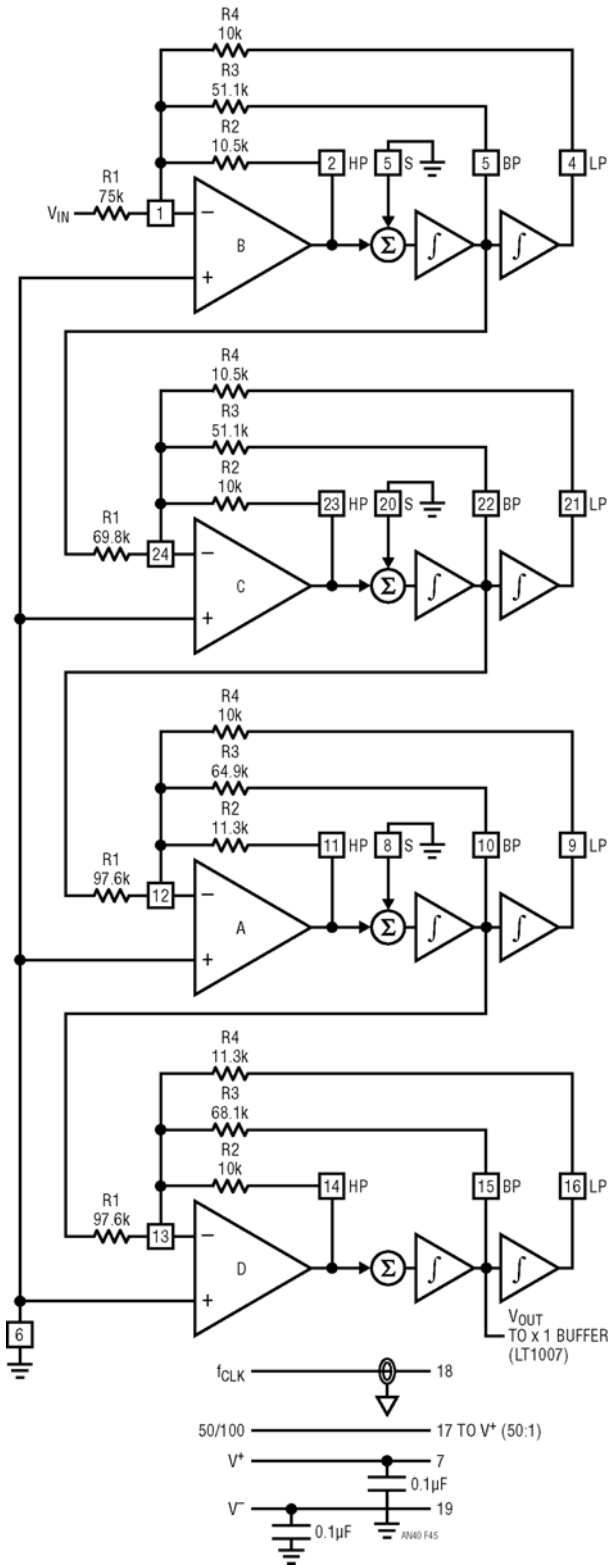 R4
10k
R3
51.1k
R2
10.5k
2 HP 5 S 5 BP 4 LP
R1
75k
VIN 1 − B Σ ∫ ∫
+
R4
10.5k
R3
51.1k
R2
10k
23 HP 20 S 22 BP 21 LP
R1
69.8k
24 − C Σ ∫ ∫
+
R4
10k
R3
64.9k
R2
11.3k
11 HP 8 S 10 BP 9 LP
R1
97.6k
12 − A Σ ∫ ∫
+
R4
11.3k
R3
68.1k
R2
10k
14 HP 15 BP 16 LP
R1
97.6k
13 − D Σ ∫ ∫
+
6
VOUT
TO x 1 BUFFER
(LT1007)
fCLK 18
50/100 17 TO V+ (50:1)
V+ 7
0.1µF
V− 19
0.1µF
AN40 F45